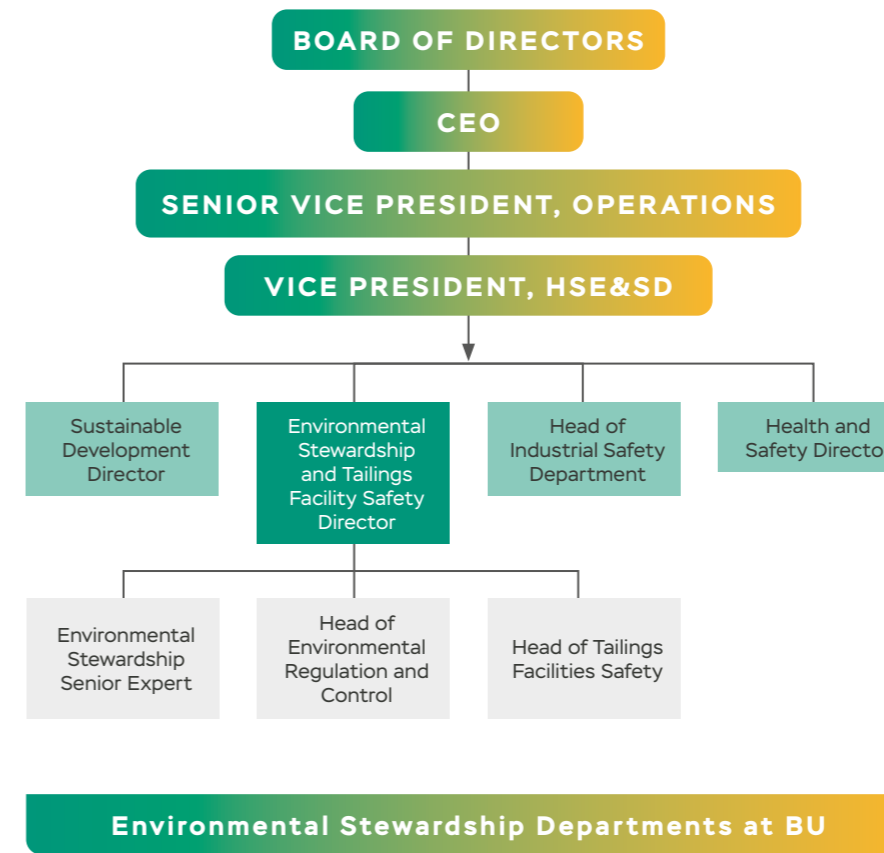 BOARD OF DIRECTORS
CEO
SENIOR VICE PRESIDENT, OPERATIONS
VICE PRESIDENT, HSE&SD
Sustainable
Development
Director
Environmental
Stewardship
and Tailings
Facility Safety
Director
Head of
Industrial Safety
Department
Health and
Safety Directo
Environmental
Stewardship
Senior Expert
Head of
Environmental
Regulation and
Control
Head of Tailings
Facilities Safety
Environmental Stewardship Departments at BU